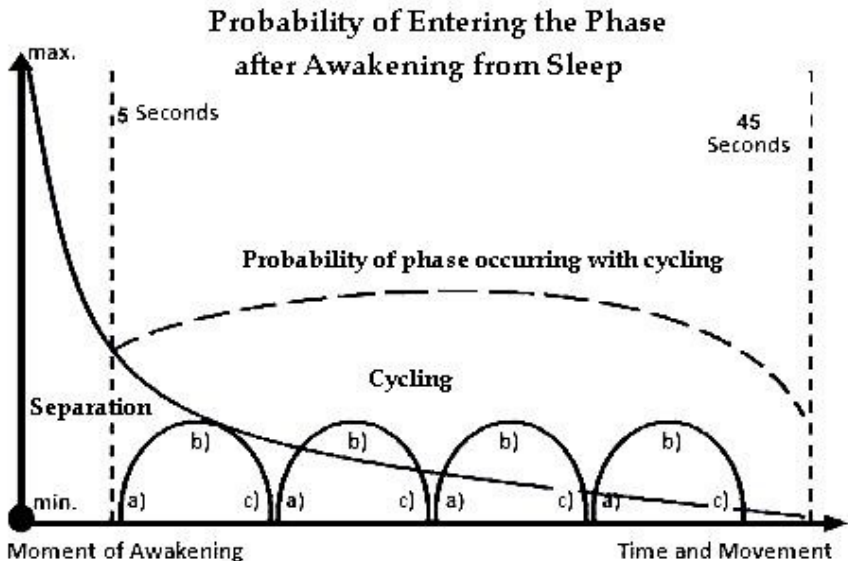 Probability of Entering the Phase
after Awakening from Sleep
max.
5 Seconds
45
Seconds
Probability of phase occurring with cycling
Cycling
Separation
b) b) b) b)
min. a) c) a) c) a) c) a) c)
Moment of Awakening Time and Movement